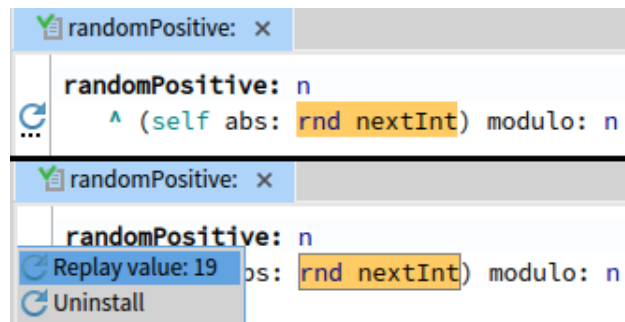 randomPositive: ×
randomPositive: n
^ (self abs: rnd nextInt) modulo: n
randomPositive: ×
randomPositive: n
Replay value: 19 bs: rnd nextInt) modulo: n
Uninstall